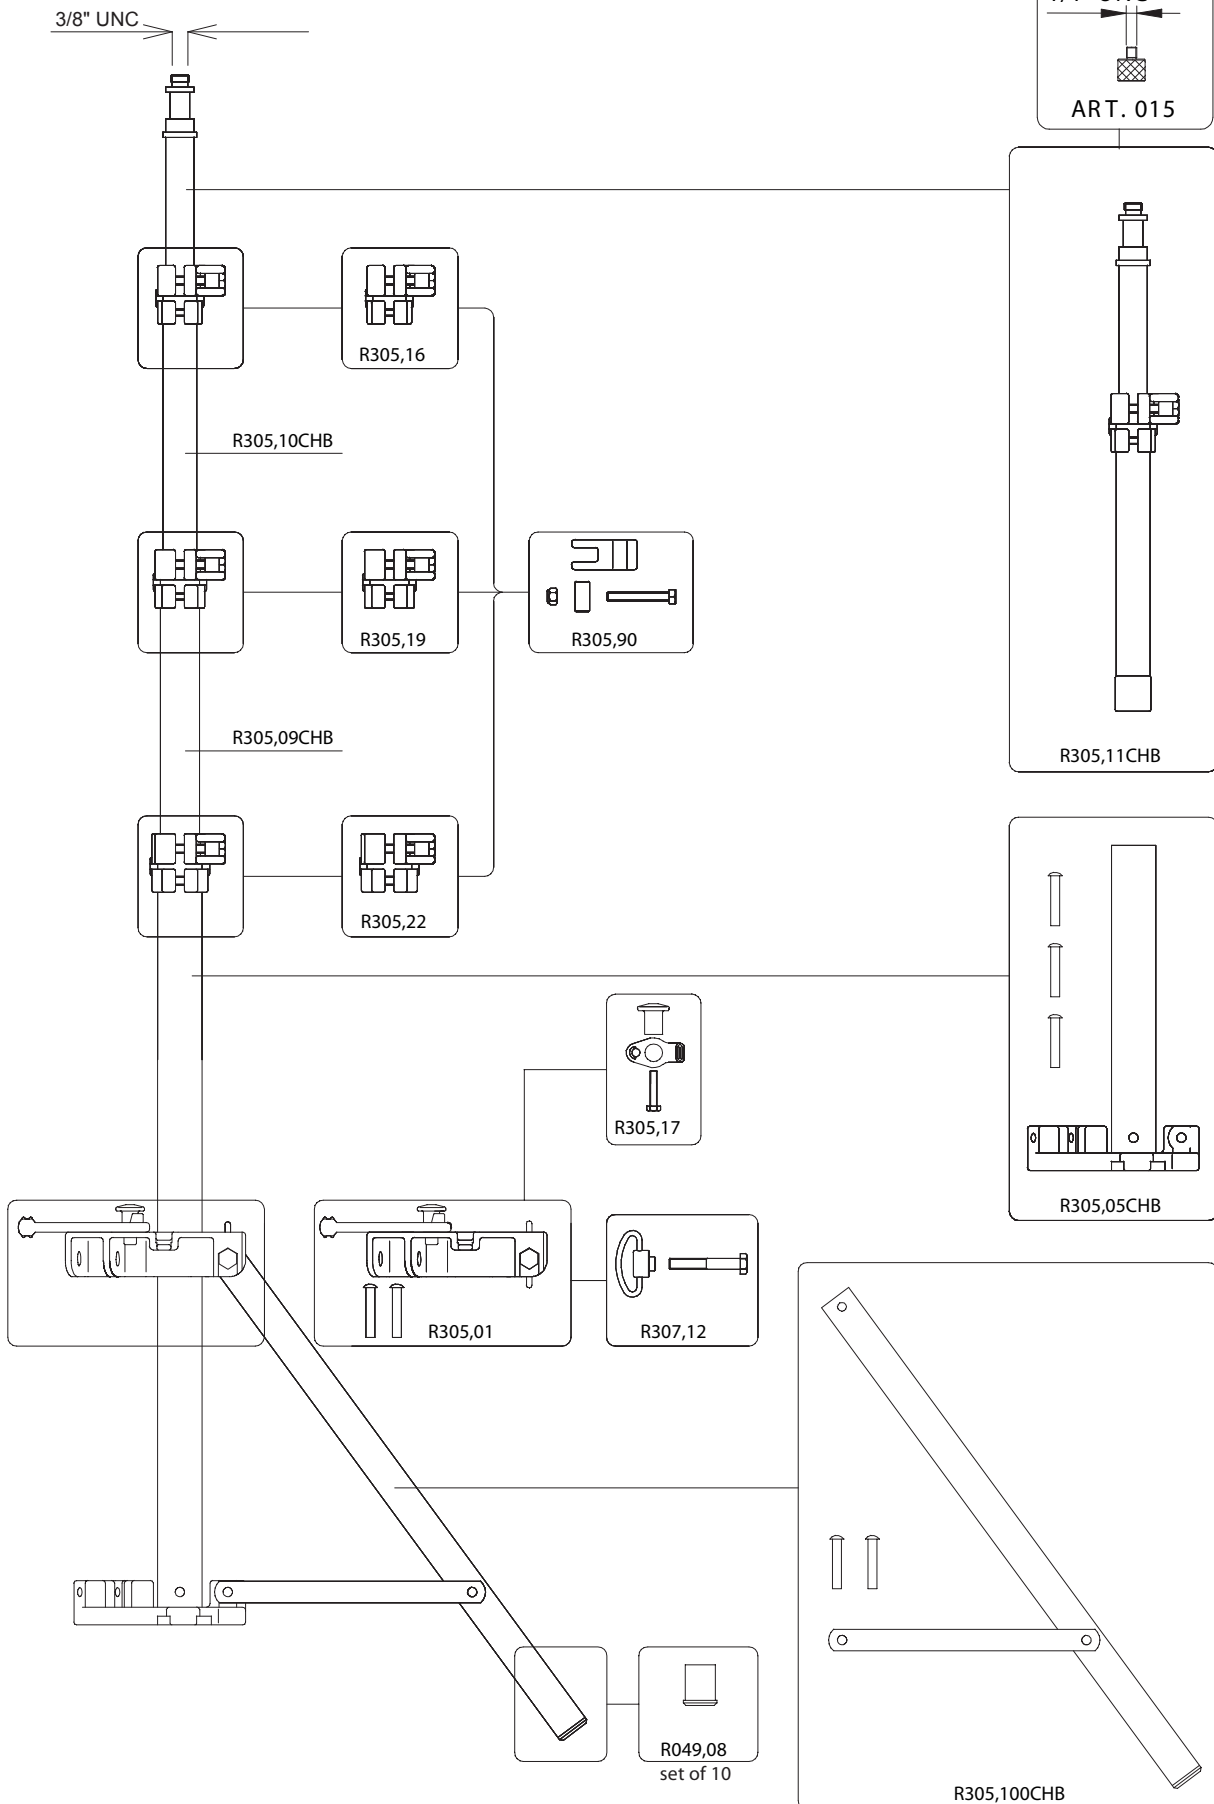 3/8" UNC
ART. 015
R305,16
R305,10CHB
R305,19
R305,90
R305,09CHB
R305,11CHB
R305,22
R305,17
R305,05CHB
R305,01
R307,12
R049,08
set of 10
R305,100CHB